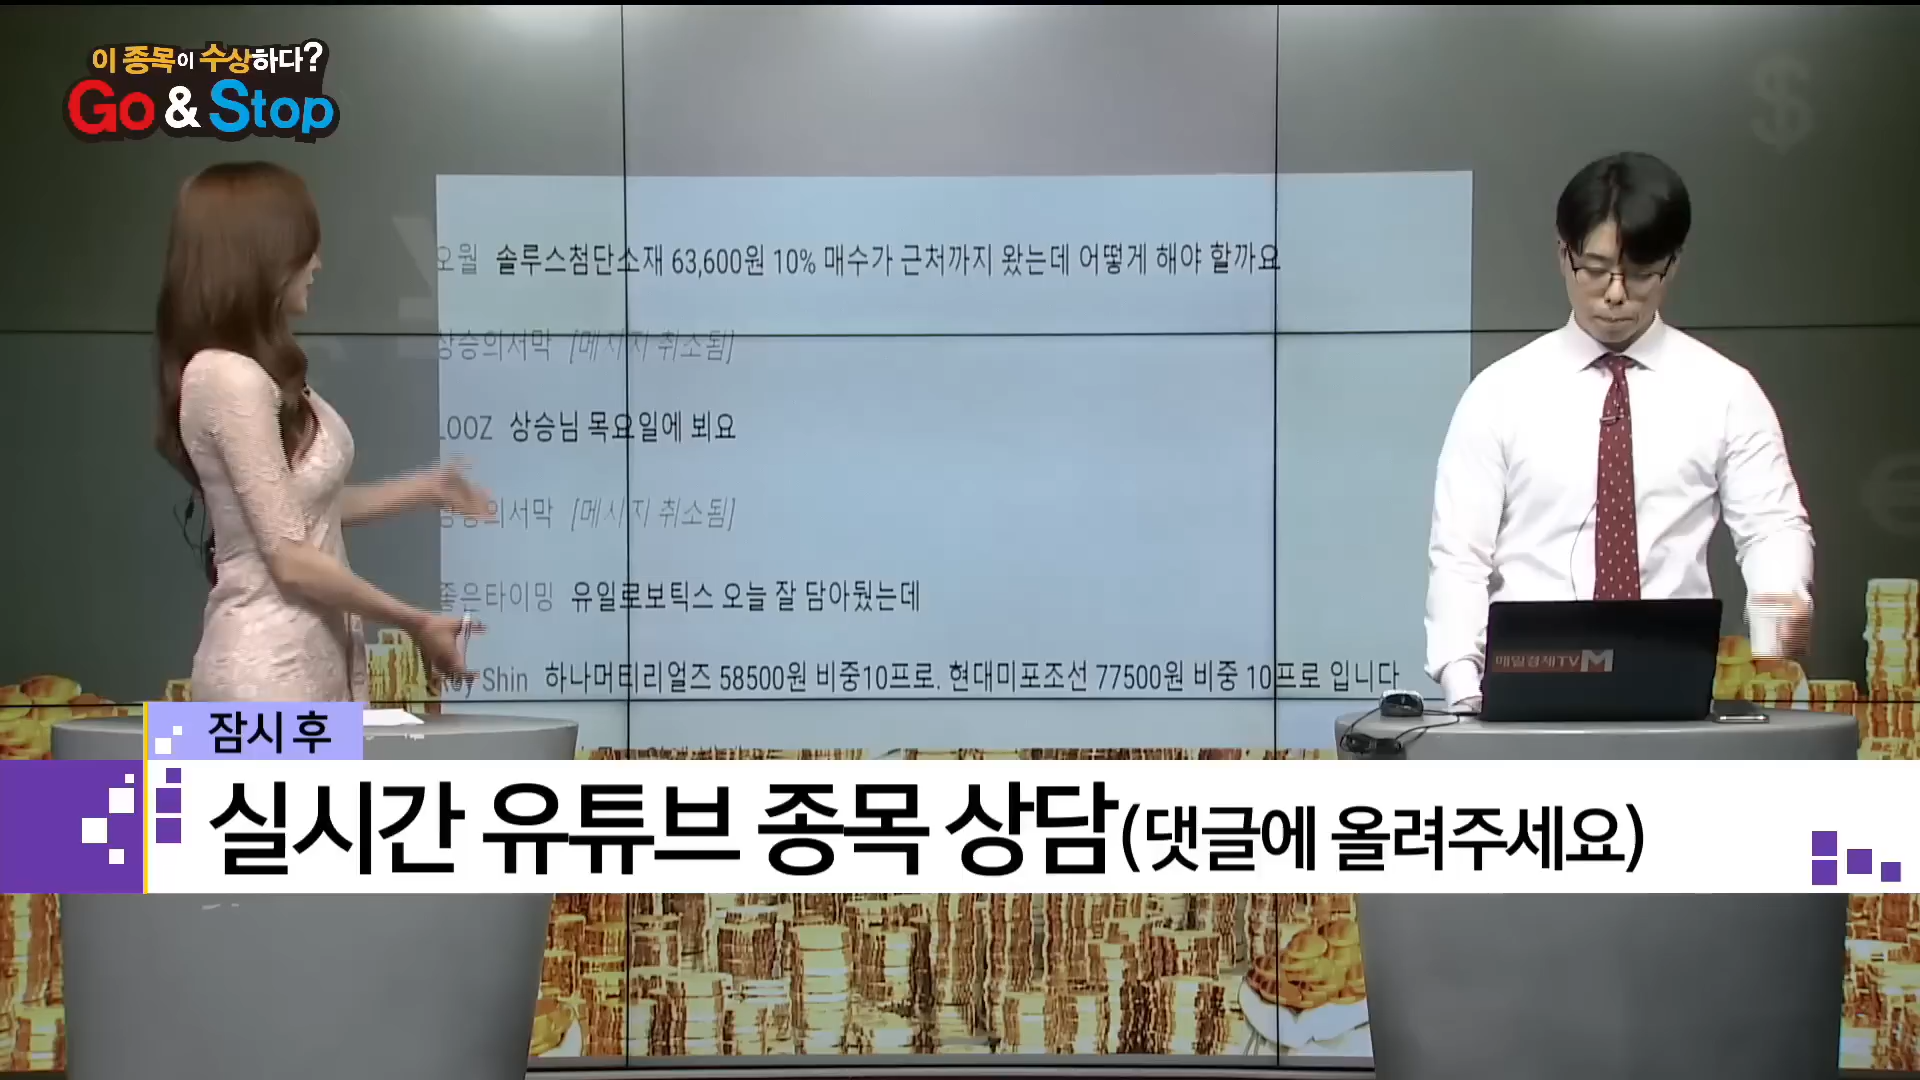 이 종목이 수상하다?
Go & Stop
오월 솔루스첨단소재 63,600원 10% 매수가 근처까지 왔는데 어떻게 해야 할까요
상승의서막 [메시지 취소됨]
LOOZ 상승님 목요일에 뵈요
상승의서막 [메시지 취소됨]
좋은타이밍 유일로보틱스 오늘 잘 담아뒀는데
Roy Shin 하나머티리얼즈 58500원 비중10프로. 현대미포조선 77500원 비중 10프로 입니다
매일경제TV M
잠시 후
실시간 유튜브 종목 상담(댓글에 올려주세요)